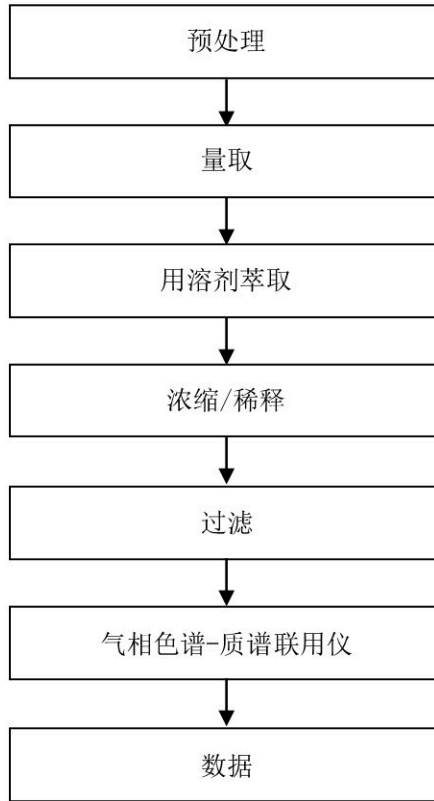 预处理
量取
用溶剂萃取
浓缩/稀释
过滤
气相色谱-质谱联用仪
数据